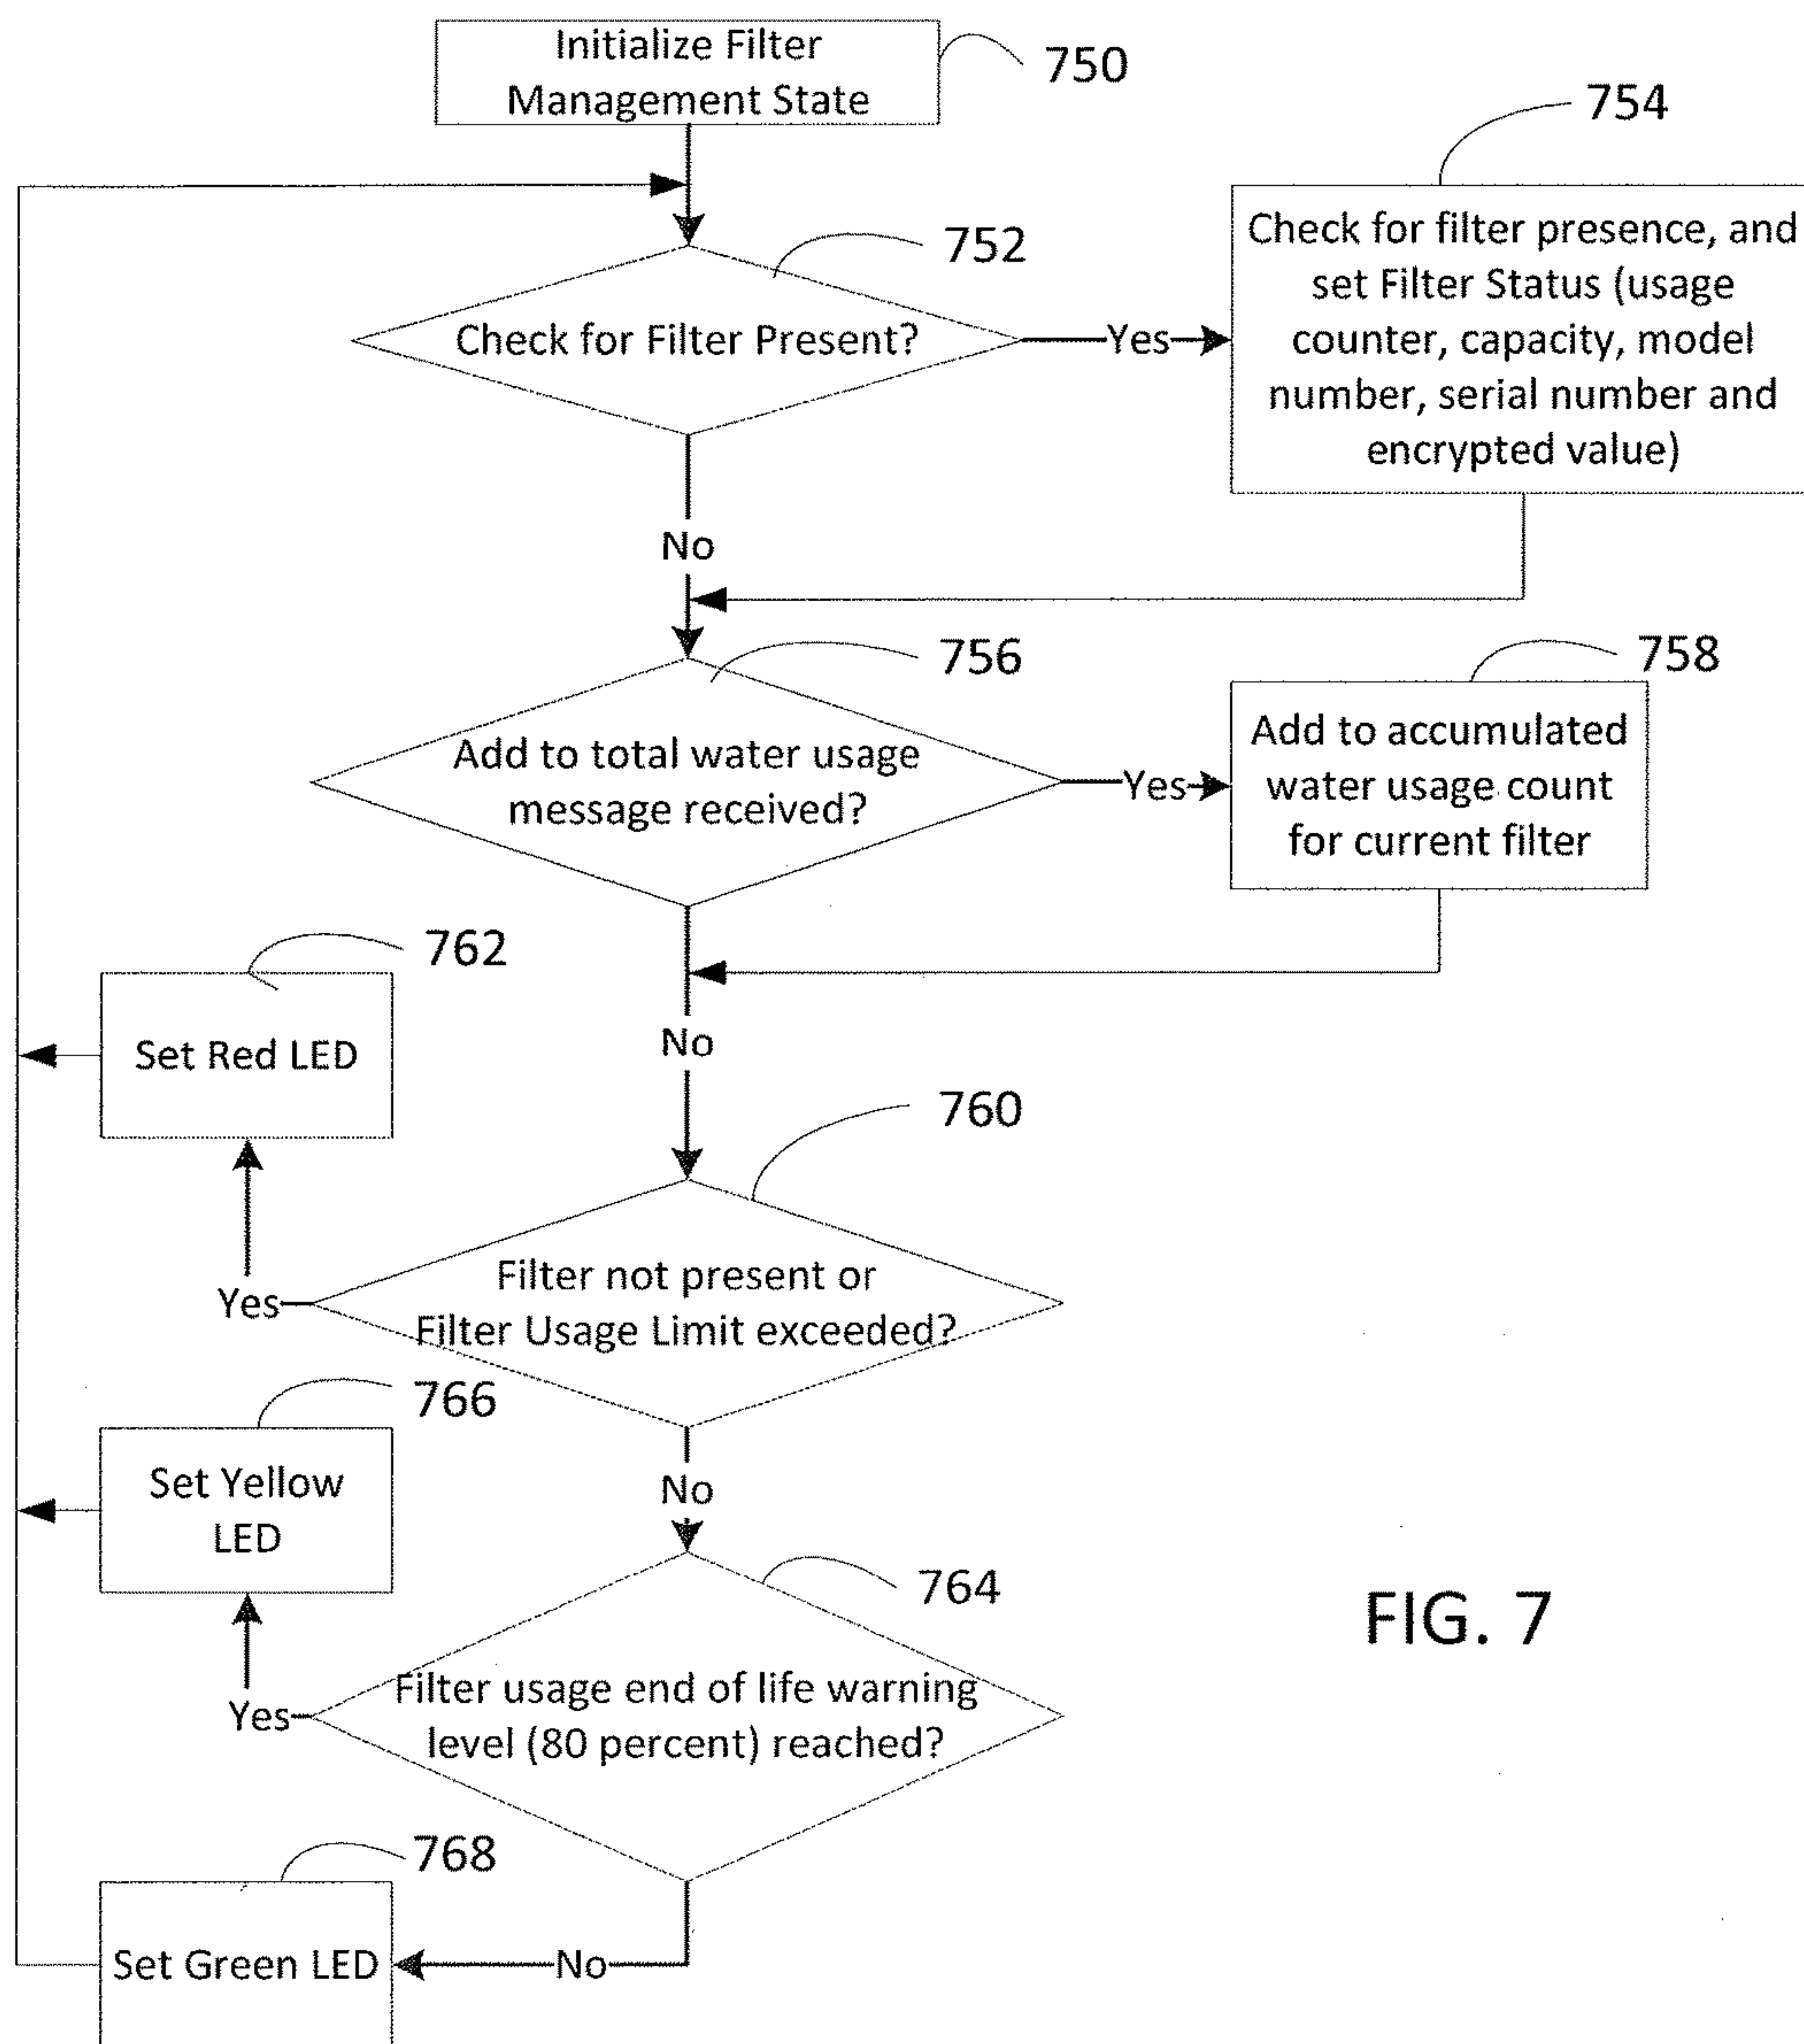 Initialize Filter
Management State
750
754
752
Check for Filter Present?
Yes
Check for filter presence, and
set Filter Status (usage
counter, capacity, model
number, serial number and
encrypted value)
No
756
758
Add to total water usage
message received?
Yes
Add to accumulated
water usage count
for current filter
762
Set Red LED
No
760
Filter not present or
Filter Usage Limit exceeded?
Yes
766
Set Yellow
LED
No
764
Filter usage end of life warning
level (80 percent) reached?
Yes
FIG. 7
768
Set Green LED
No